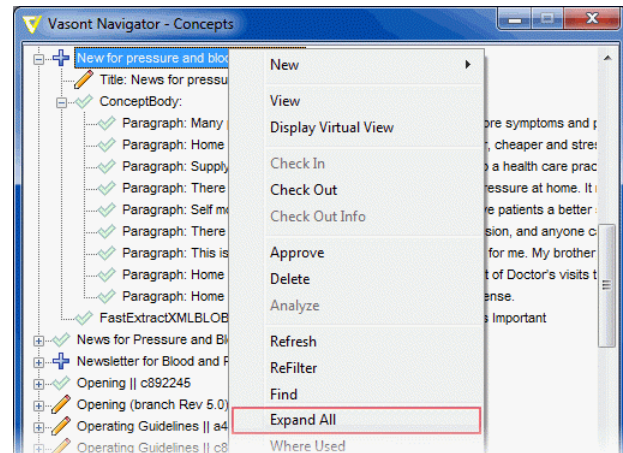 Vasont Navigator - Concepts
New for pressure and bloo
Title: News for pressu
ConceptBody:
Paragraph: Many
Paragraph: Home
Paragraph: Supply
Paragraph: There
Paragraph: Self mo
Paragraph: There
Paragraph: This is
Paragraph: Home
Paragraph: Home
FastExtractXMLBLOB
News for Pressure and Bl
Newsletter for Blood and P
Opening || c892245
Opening (branch Rev 5.0)
Operating Guidelines || a4
Operating Guidelines || c8
New
View
Display Virtual View
Check In
Check Out
Check Out Info
Approve
Delete
Analyze
Refresh
ReFilter
Find
Expand All
Where Used
ore symptoms and p
, cheaper and stres
a health care prac
ressure at home. It
e patients a better
sion, and anyone c
for me. My brother
t of Doctor's visits t
ense.
s Important